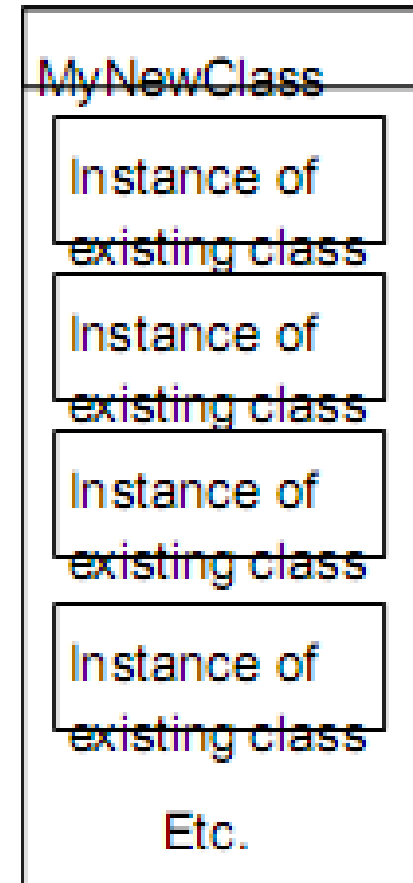 MyNewClass
Instance of
existing class
Instance of
existing class
Instance of
existing class
Instance of
existing class
Etc.